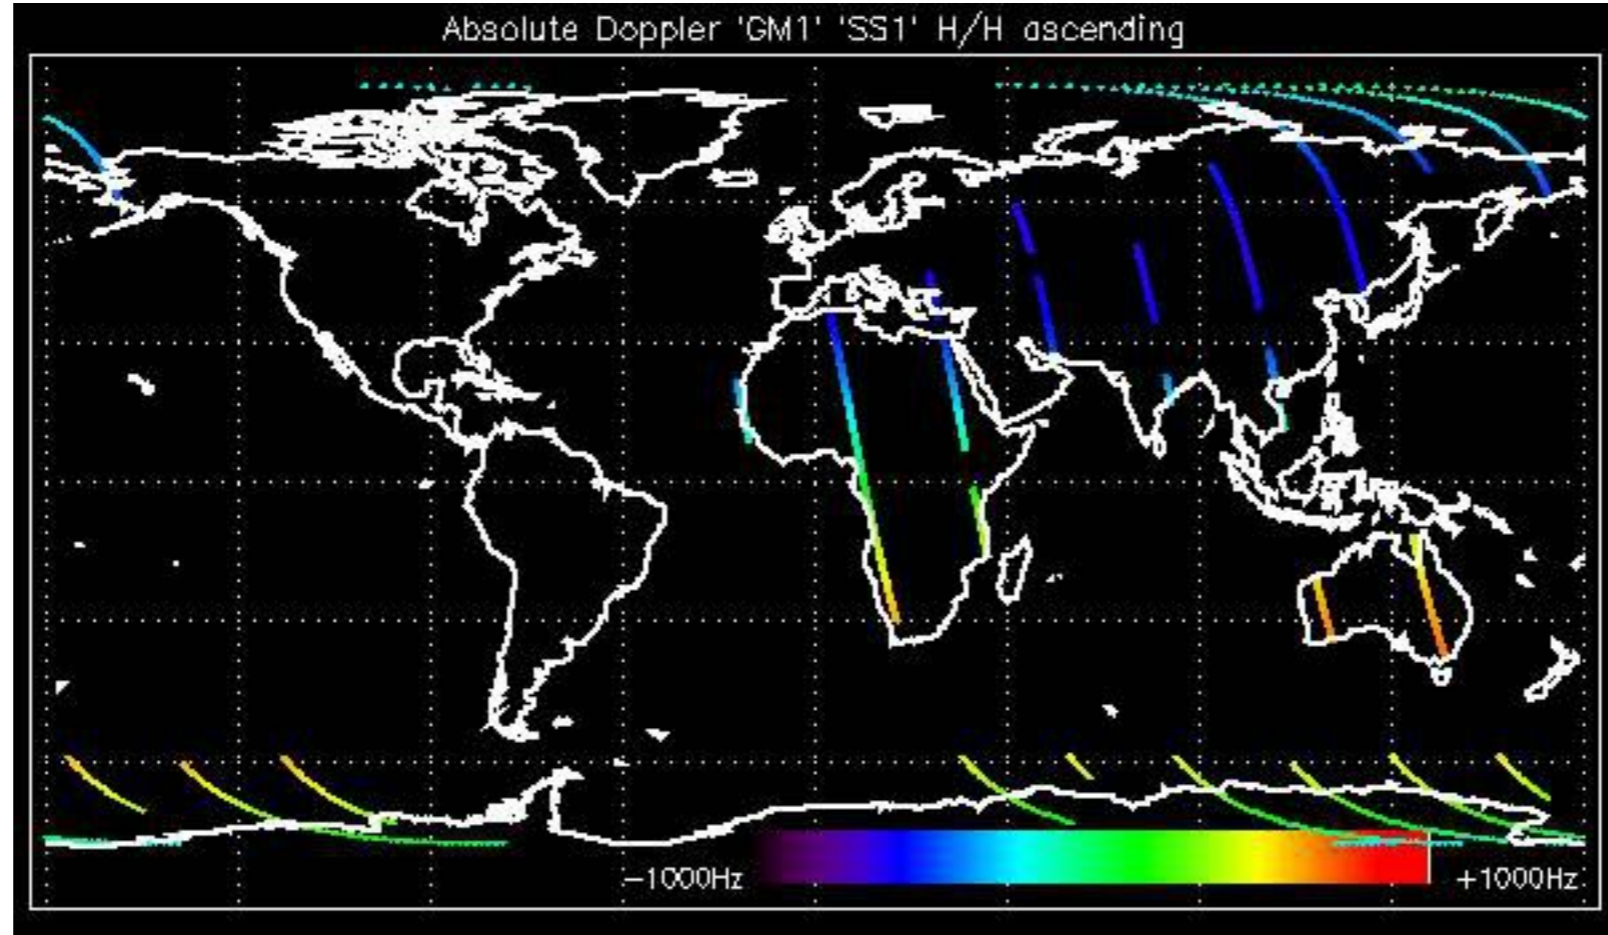 Absolute Doppler 'GM1' 'SS1' H/H ascending
−1000Hz
+1000Hz